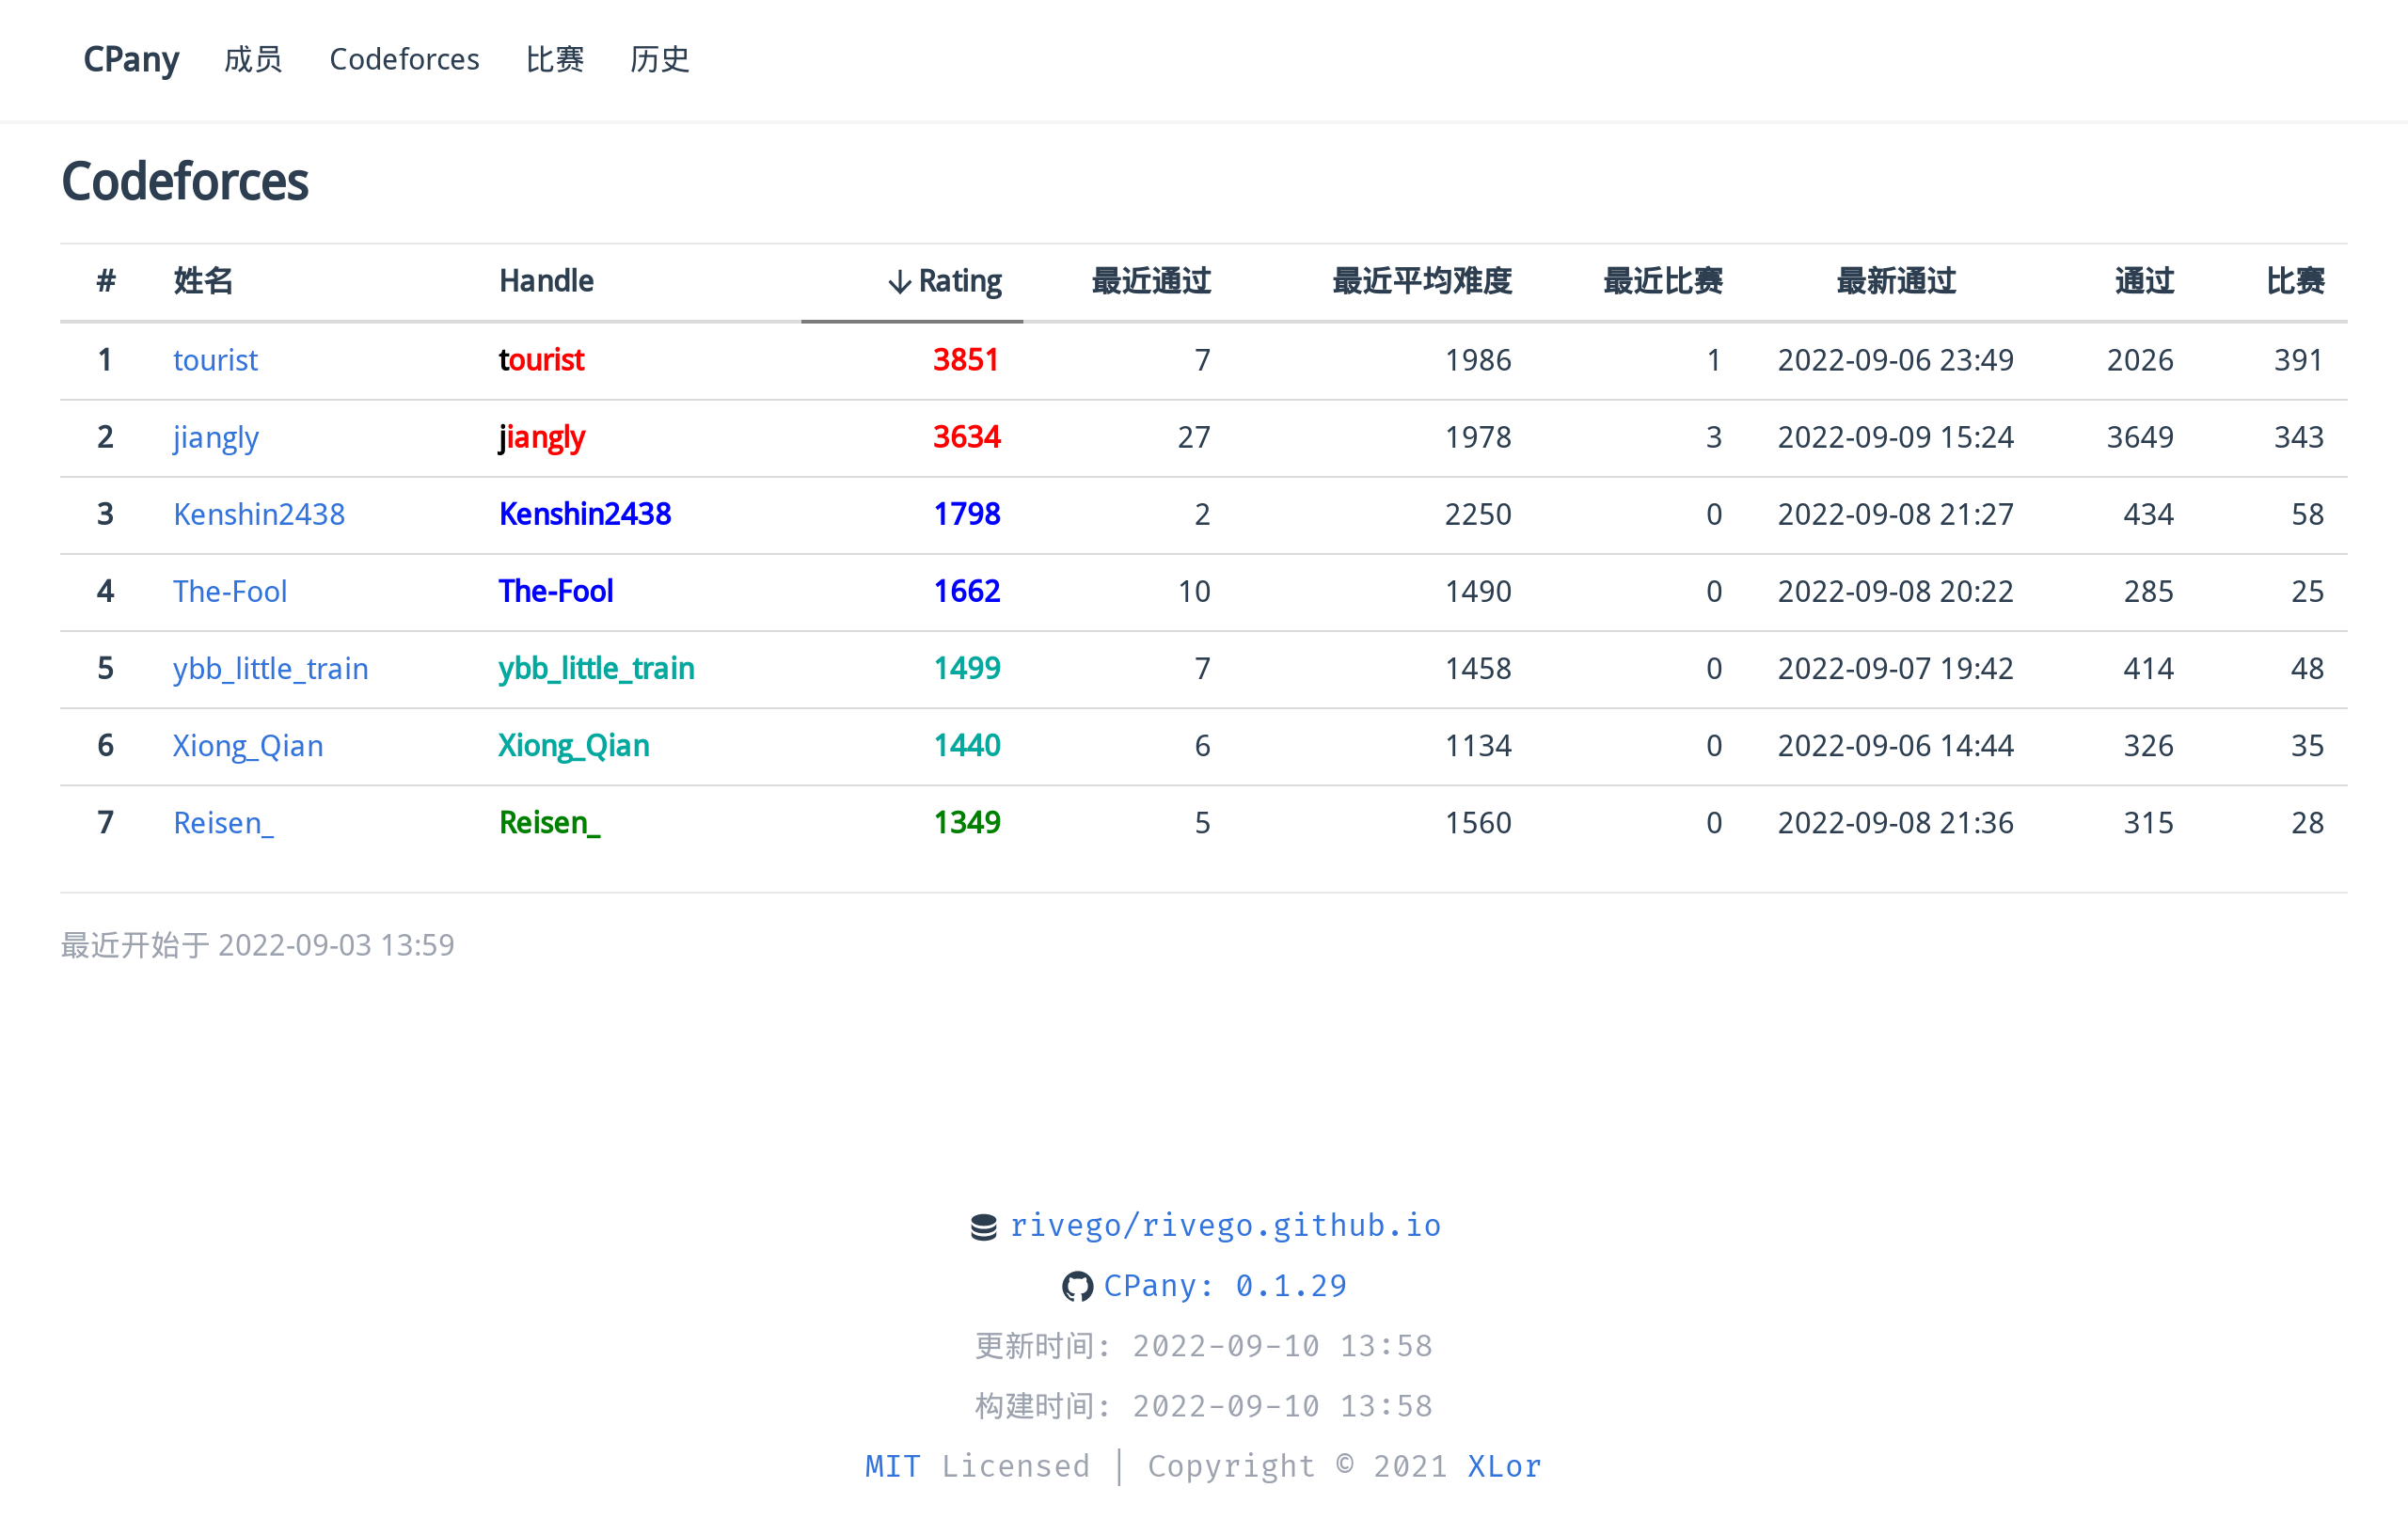 CPany 成员 Codeforces 比赛 历史
Codeforces
# 姓名 Handle ↓ Rating 最近通过 最近平均难度 最近比赛 最新通过 通过 比赛
1 tourist tourist 3851 7 1986 1 2022-09-06 23:49 2026 391
2 jiangly jiangly 3634 27 1978 3 2022-09-09 15:24 3649 343
3 Kenshin2438 Kenshin2438 1798 2 2250 0 2022-09-08 21:27 434 58
4 The-Fool The-Fool 1662 10 1490 0 2022-09-08 20:22 285 25
5 ybb_little_train ybb_little_train 1499 7 1458 0 2022-09-07 19:42 414 48
6 Xiong_Qian Xiong_Qian 1440 6 1134 0 2022-09-06 14:44 326 35
7 Reisen_ Reisen_ 1349 5 1560 0 2022-09-08 21:36 315 28
最近开始于 2022-09-03 13:59
rivego/rivego.github.io
CPany: 0.1.29
更新时间: 2022-09-10 13:58
构建时间: 2022-09-10 13:58
MIT Licensed | Copyright © 2021 XLor